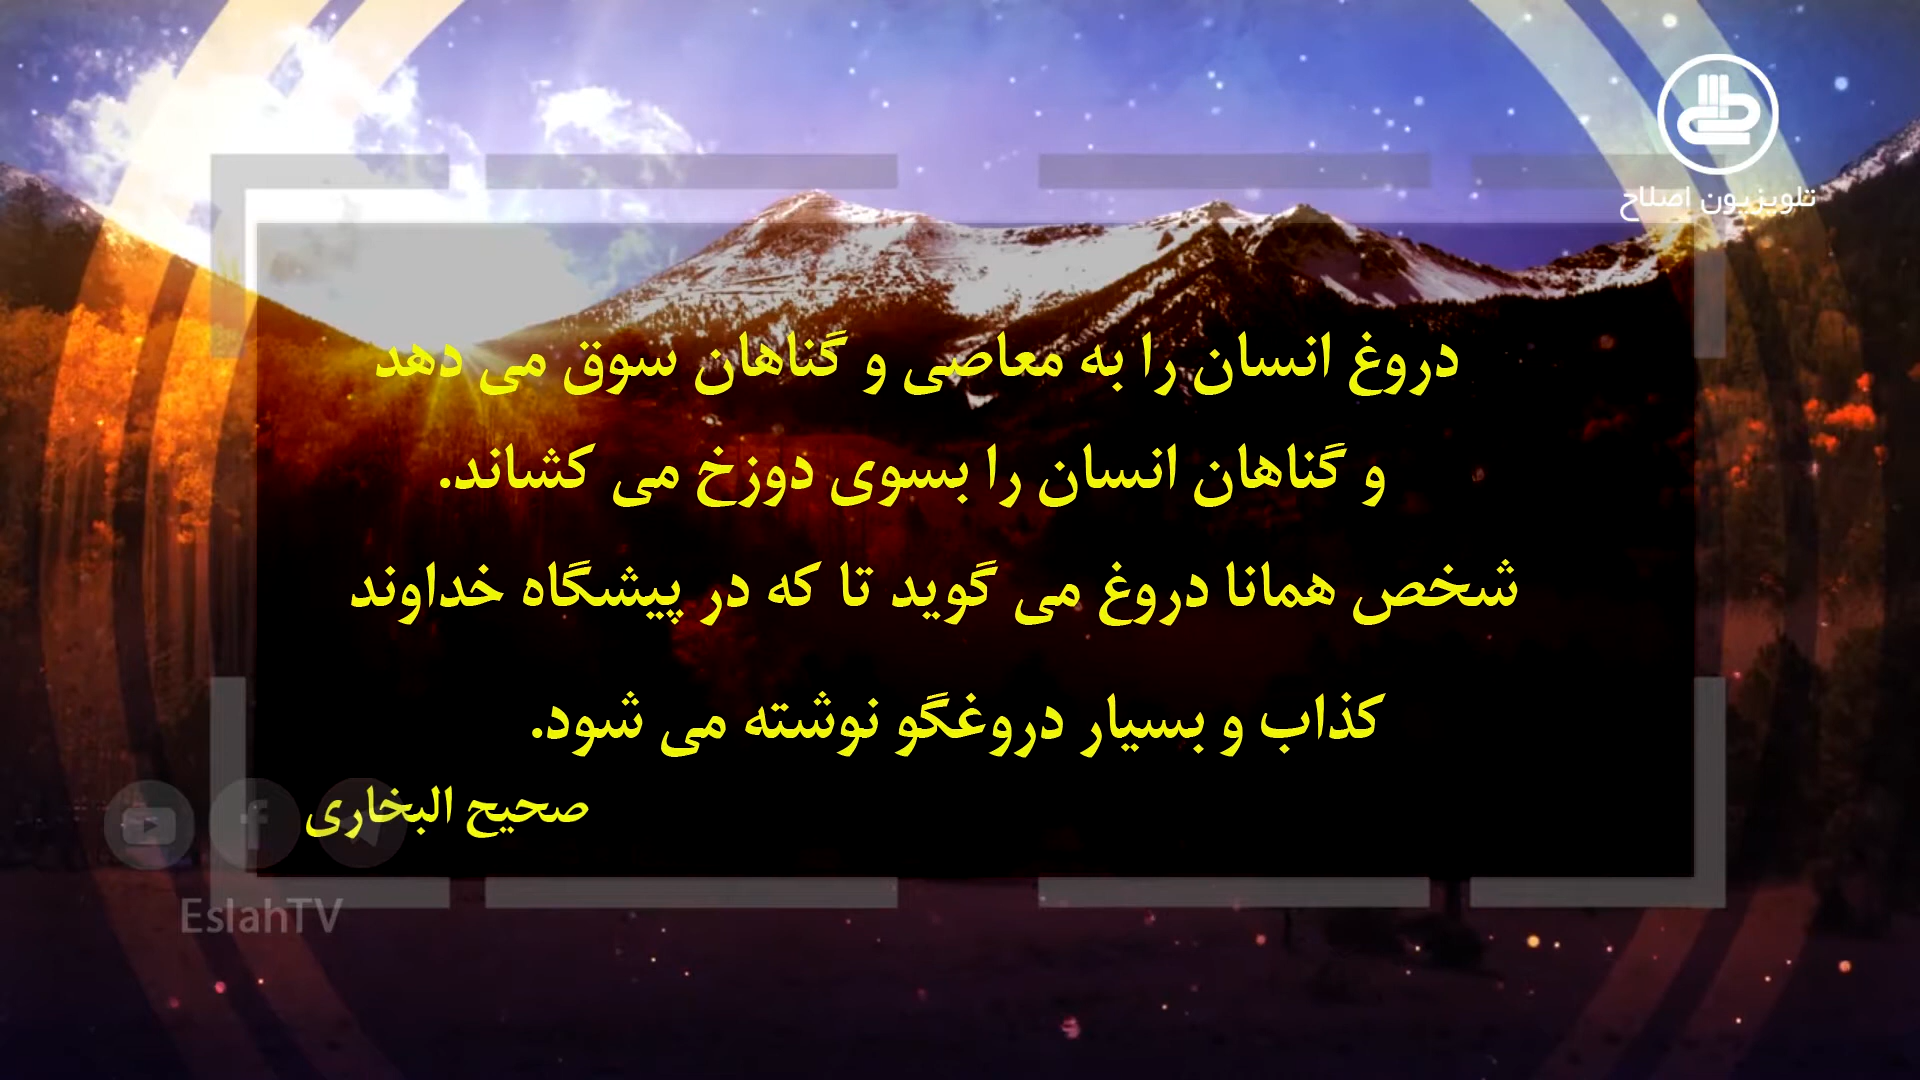 تلویزیون اصلاح
دروغ انسان را به معاصی و گناهان سوق می دهد
و گناهان انسان را بسوی دوزخ می کشاند.
شخص همانا دروغ می گوید تا که در پیشگاه خداوند
کذاب و بسیار دروغگو نوشته می شود.
صحیح البخاری
EslahTV